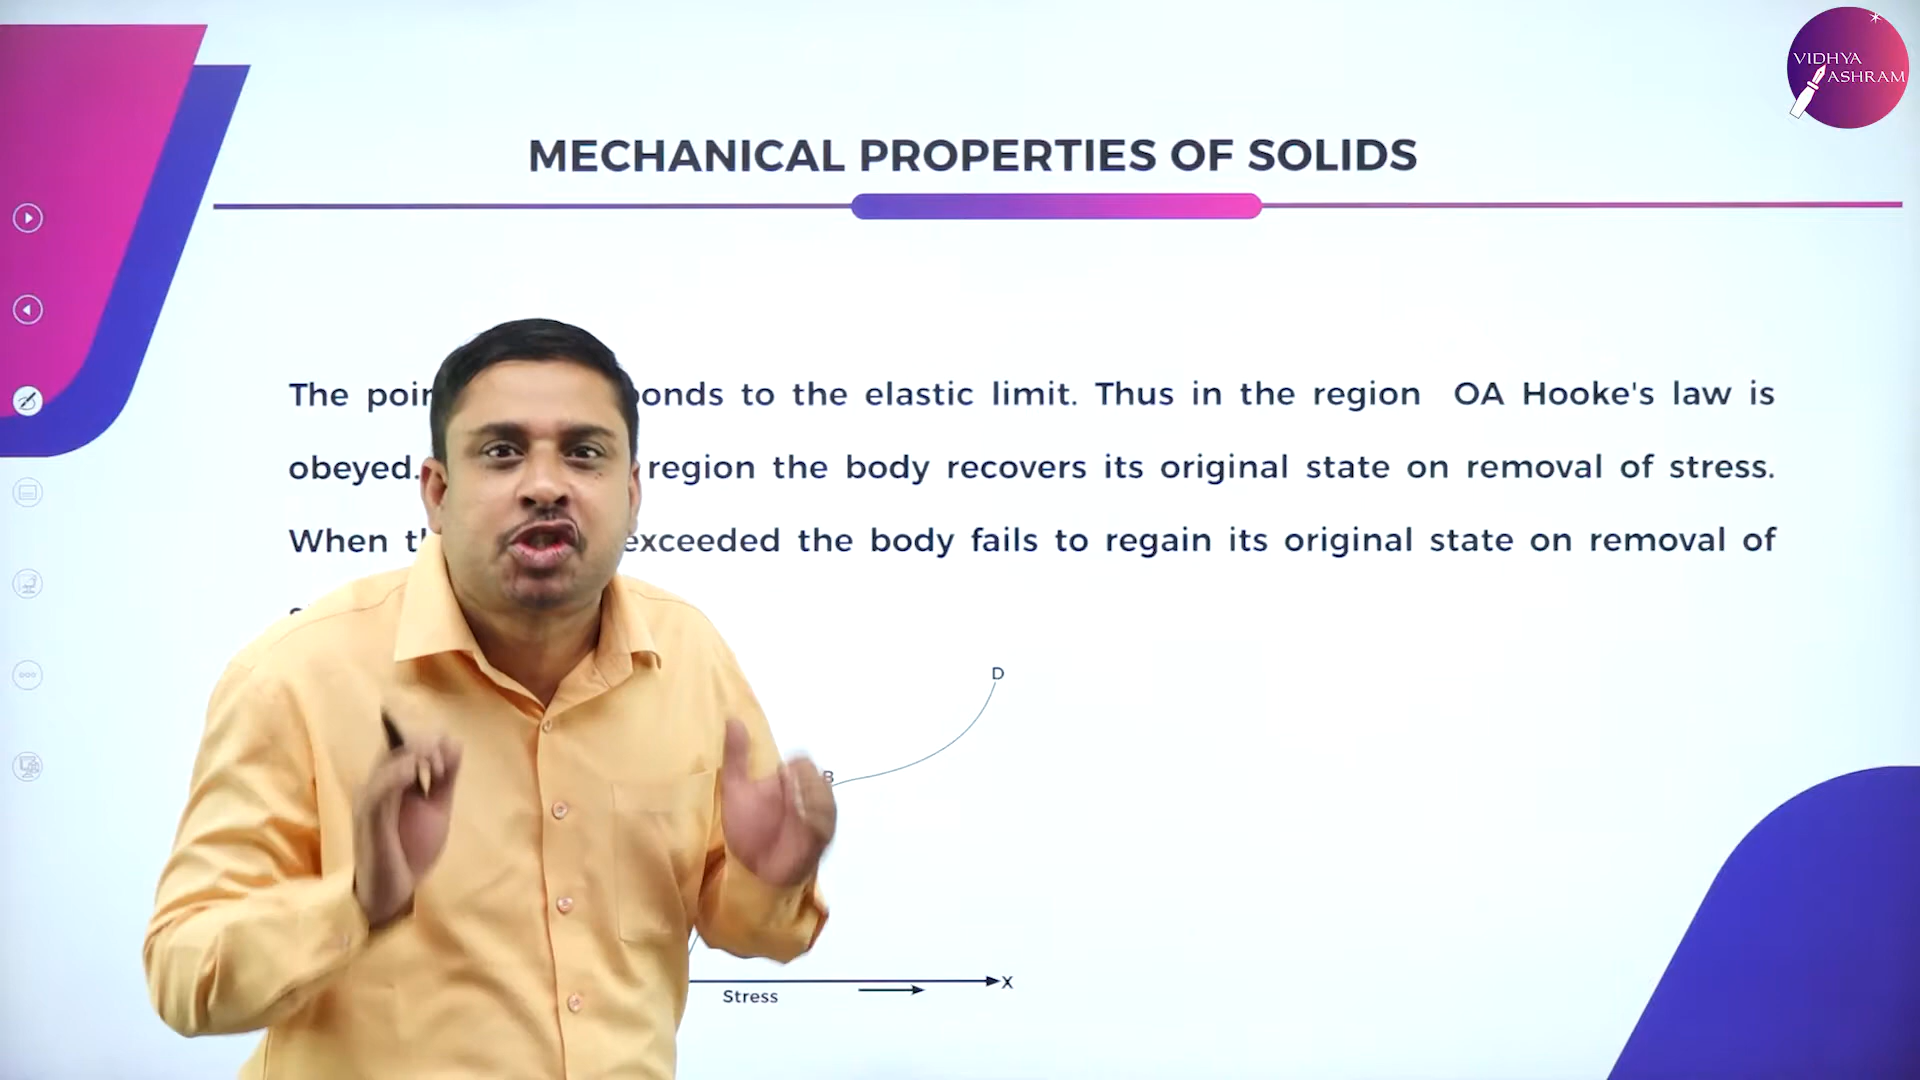 VIDHYA
ASHRAM
MECHANICAL PROPERTIES OF SOLIDS
The to the elastic limit. Thus in the region OA Hooke's law is
obeyed. region the body recovers its original state on removal of stress.
When exceeded the body fails to regain its original state on removal of
D
B
X
Stress